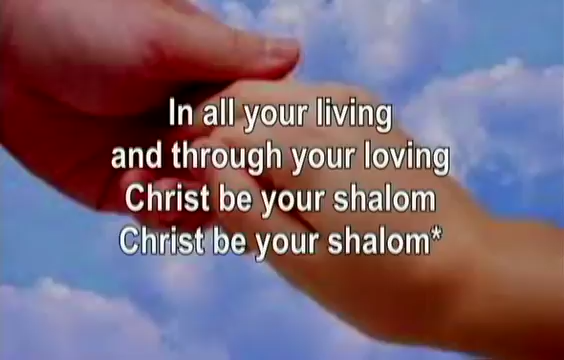 In all your living
and through your loving
Christ be your shalom
Christ be your shalom*